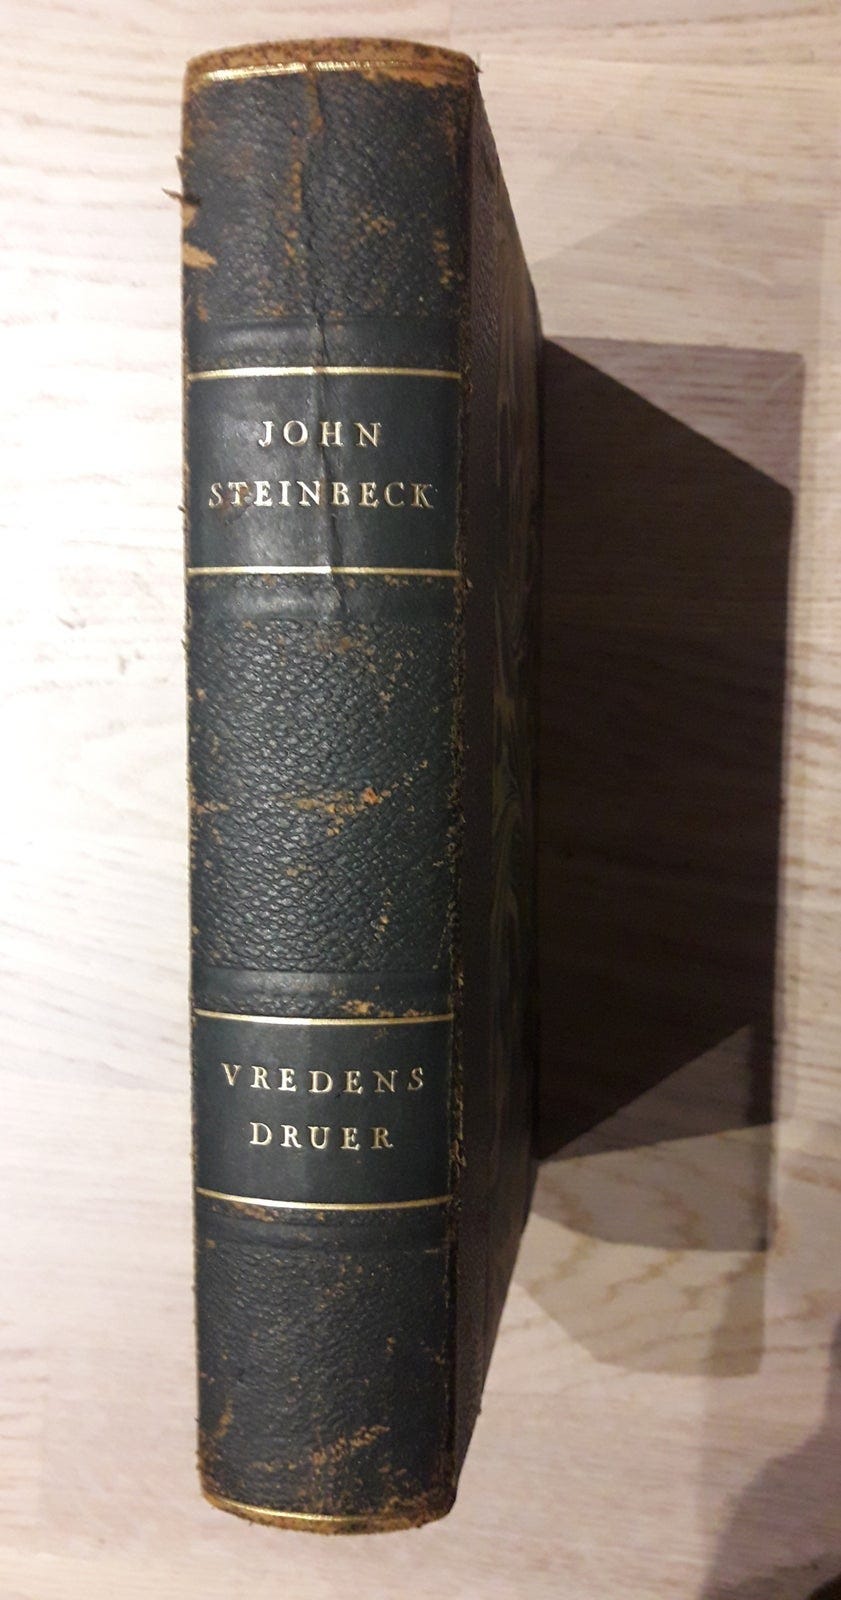 JOHN
STEINBECK
VREDENS
DRUER